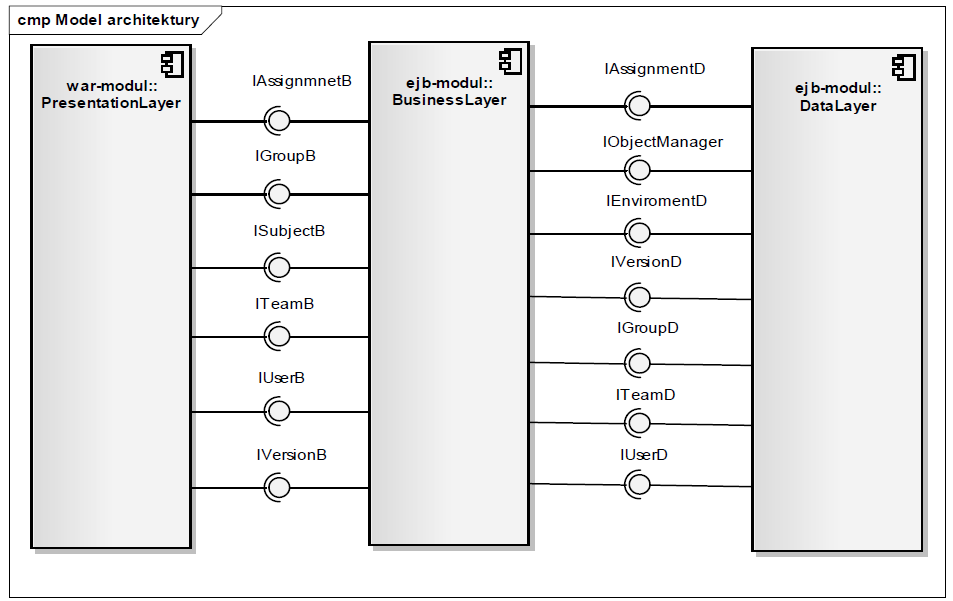 cmp Model architektury
war-modul::
PresentationLayer
IAssignmnetB
IGroupB
ISubjectB
ITeamB
IUserB
IVersionB
ejb-modul::
BusinessLayer
IAssignmentD
IObjectManager
IEnviromentD
IVersionD
IGroupD
ITeamD
IUserD
ejb-modul::
DataLayer